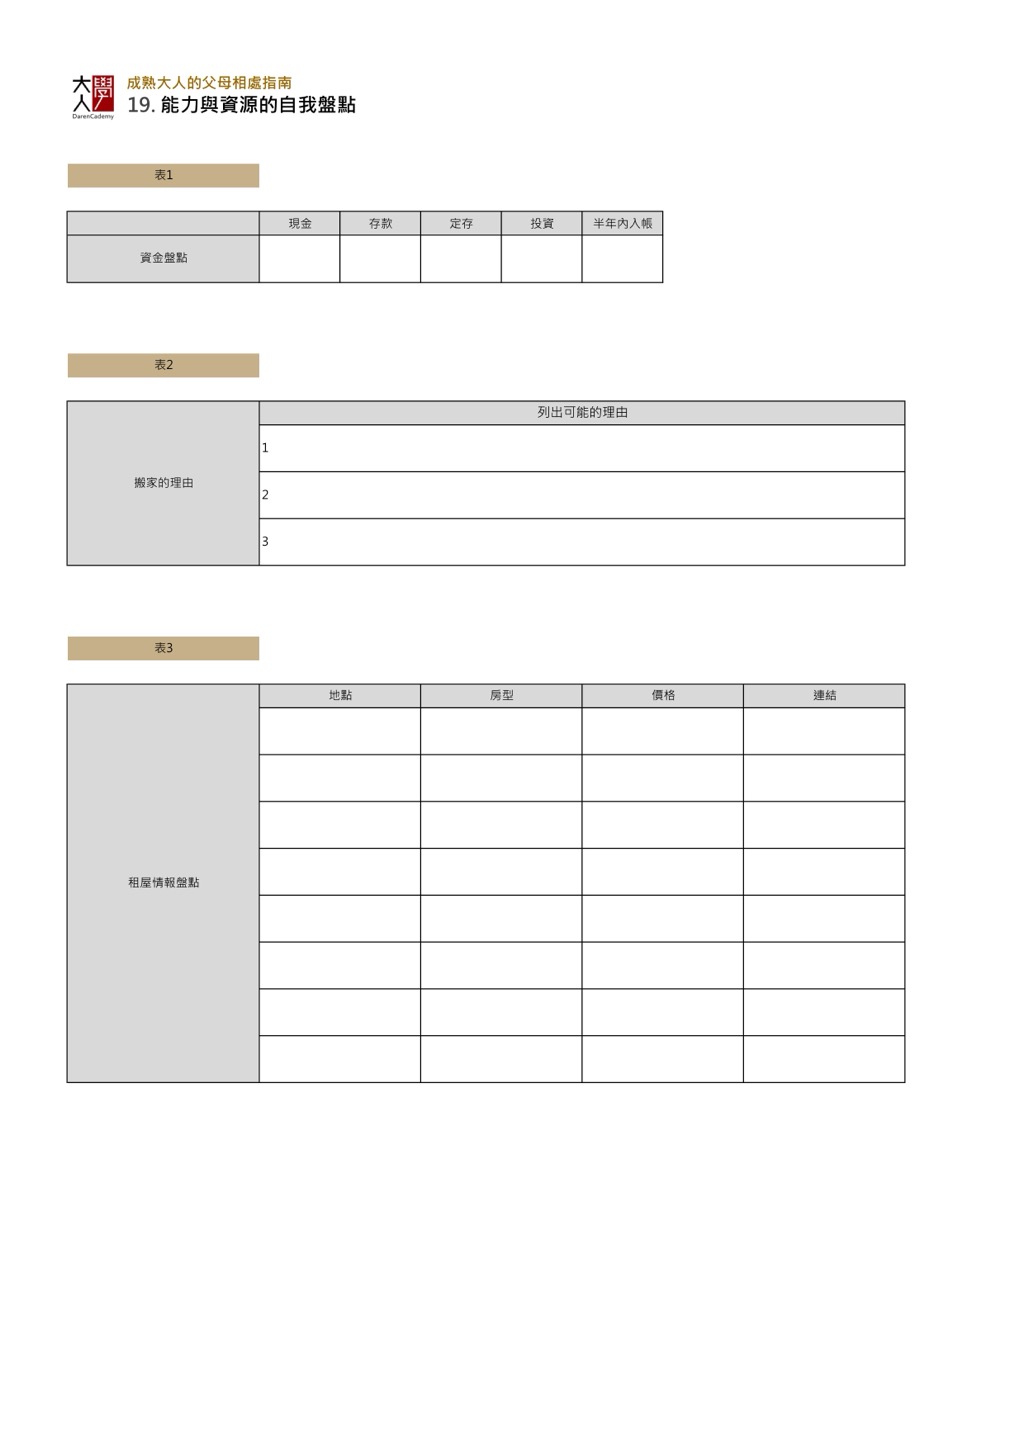 大學
人
DarenCademy
成熟大人的父母相處指南
19. 能力與資源的自我盤點
表1
現金 存款 定存 投資 半年內入帳
資金盤點
表2
列出可能的理由
搬家的理由
1
2
3
表3
地點 房型 價格 連結
租屋情報盤點